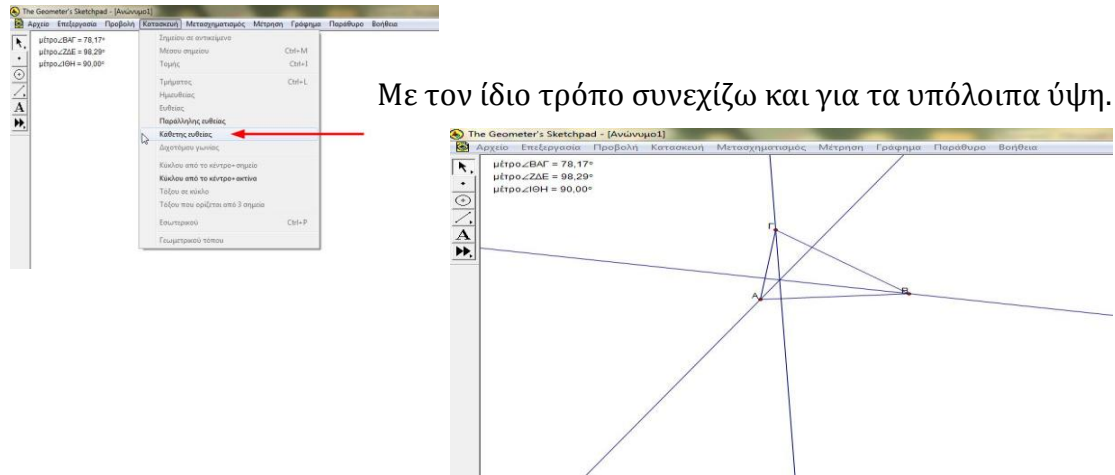 The Geometer's Sketchpad - [Ανώνυμο1]
Αρχείο Επεξεργασία Προβολή Κατασκευή Μετασχηματισμός Μέτρηση Γράφημα Παράθυρο Βοήθεια
μέτρο∠ΒΑΓ = 78,17°
μέτρο∠ΖΔΕ = 98,29°
μέτρο∠ΙΘΗ = 90,00°
Σημείου σε αντικείμενο
Μέσου σημείου Ctrl+M
Τομής Ctrl+I
Τμήματος Ctrl+L
Ημιευθείας
Ευθείας
Παράλληλης ευθείας
Κάθετης ευθείας
Διχοτόμου γωνίας
Κύκλου από το κέντρο+σημείο
Κύκλου από το κέντρο+ακτίνα
Τόξου σε κύκλο
Τόξου που ορίζεται από 3 σημεία
Εσωτερικού Ctrl+P
Γεωμετρικού τόπου
A
Με τον ίδιο τρόπο συνεχίζω και για τα υπόλοιπα ύψη.
The Geometer's Sketchpad - [Ανώνυμο1]
Αρχείο Επεξεργασία Προβολή Κατασκευή Μετασχηματισμός Μέτρηση Γράφημα Παράθυρο Βοήθεια
μέτρο∠ΒΑΓ = 78,17°
μέτρο∠ΖΔΕ = 98,29°
μέτρο∠ΙΘΗ = 90,00°
A
Γ
Α
Β